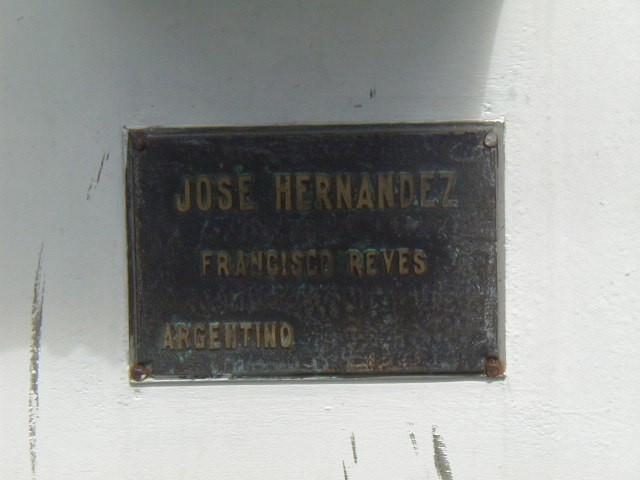 JOSE HERNANDEZ
FRANCISCO REYES
ARGENTINO